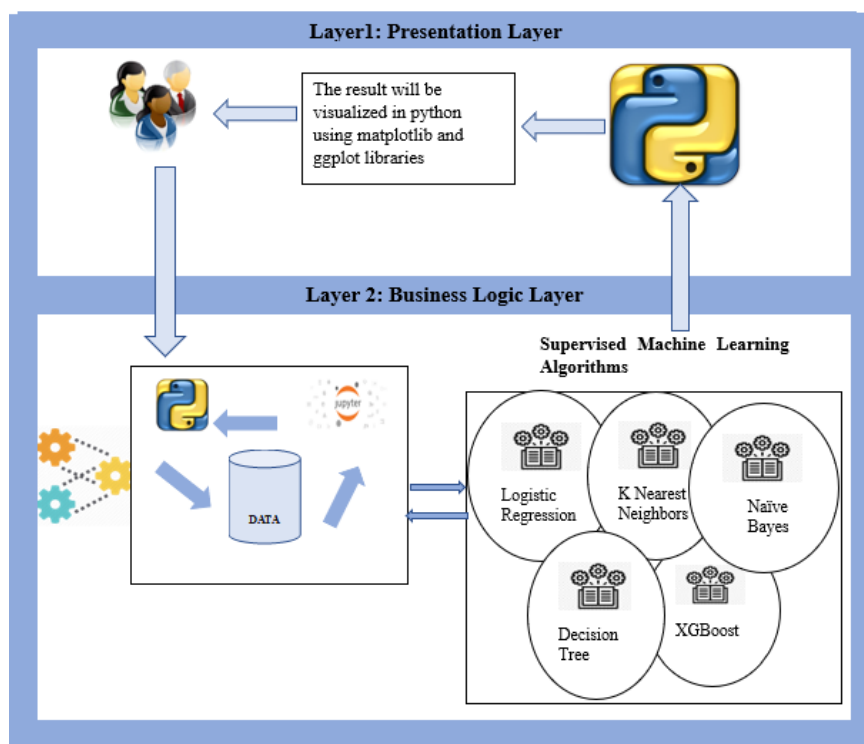 Layer1: Presentation Layer
The result will be
visualized in python
using matplotlib and
ggplot libraries
Layer 2: Business Logic Layer
Supervised Machine Learning
Algorithms
jupyter
DATA
Logistic
Regression
K Nearest
Neighbors
Naïve
Bayes
Decision
Tree
XGBoost